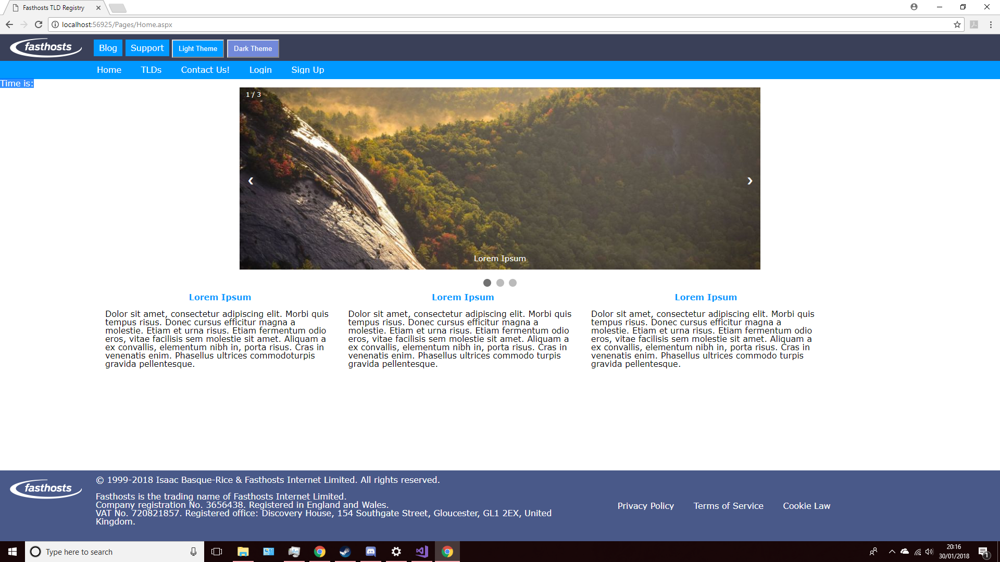 Fasthosts TLD Registry
localhost:56925/Pages/Home.aspx
fasthosts
Blog
Support
Light Theme
Dark Theme
Home
TLDs
Contact Us!
Login
Sign Up
Time is:
1 / 3
❮
❯
Lorem Ipsum
Lorem Ipsum
Dolor sit amet, consectetur adipiscing elit. Morbi quis
tempus risus. Donec cursus efficitur magna a
molestie. Etiam et urna risus. Etiam fermentum odio
eros, vitae facilisis sem molestie sit amet. Aliquam a
ex convallis, elementum nibh in, porta risus. Cras in
venenatis enim. Phasellus ultrices commodoturpis
gravida pellentesque.
Lorem Ipsum
Dolor sit amet, consectetur adipiscing elit. Morbi quis
tempus risus. Donec cursus efficitur magna a
molestie. Etiam et urna risus. Etiam fermentum odio
eros, vitae facilisis sem molestie sit amet. Aliquam a
ex convallis, elementum nibh in, porta risus. Cras in
venenatis enim. Phasellus ultrices commodo turpis
gravida pellentesque.
Lorem Ipsum
Dolor sit amet, consectetur adipiscing elit. Morbi quis
tempus risus. Donec cursus efficitur magna a
molestie. Etiam et urna risus. Etiam fermentum odio
eros, vitae facilisis sem molestie sit amet. Aliquam a
ex convallis, elementum nibh in, porta risus. Cras in
venenatis enim. Phasellus ultrices commodo turpis
gravida pellentesque.
fasthosts
© 1999-2018 Isaac Basque-Rice & Fasthosts Internet Limited. All rights reserved.
Fasthosts is the trading name of Fasthosts Internet Limited.
Company registration No. 3656438. Registered in England and Wales.
VAT No. 720821857. Registered office: Discovery House, 154 Southgate Street, Gloucester, GL1 2EX, United
Kingdom.
Privacy Policy
Terms of Service
Cookie Law
Type here to search
20:16
30/01/2018
1